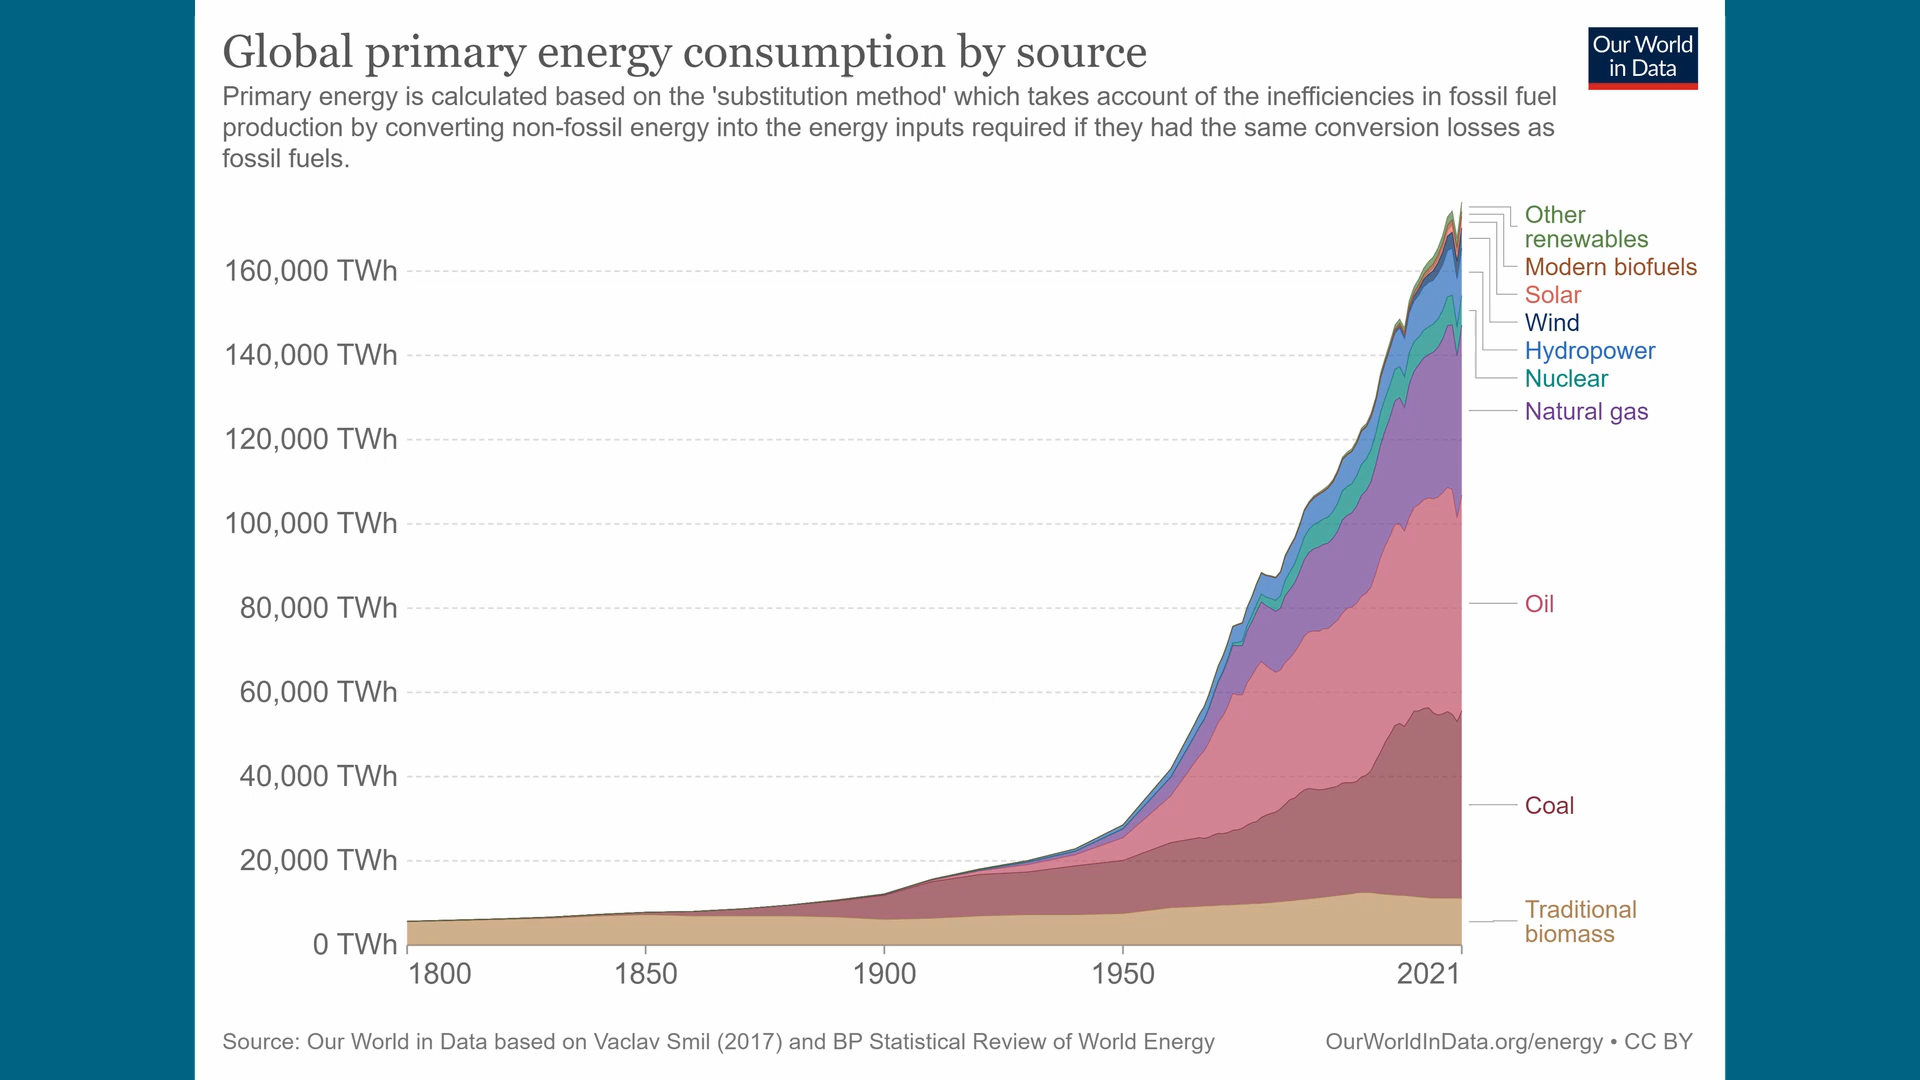 Global primary energy consumption by source
Our World
in Data
Primary energy is calculated based on the 'substitution method' which takes account of the inefficiencies in fossil fuel
production by converting non-fossil energy into the energy inputs required if they had the same conversion losses as
fossil fuels.
160,000 TWh
140,000 TWh
120,000 TWh
100,000 TWh
80,000 TWh
60,000 TWh
40,000 TWh
20,000 TWh
0 TWh
Other
renewables
Modern biofuels
Solar
Wind
Hydropower
Nuclear
Natural gas
Oil
Coal
Traditional
biomass
1800 1850 1900 1950 2021
Source: Our World in Data based on Vaclav Smil (2017) and BP Statistical Review of World Energy
OurWorldInData.org/energy • CC BY